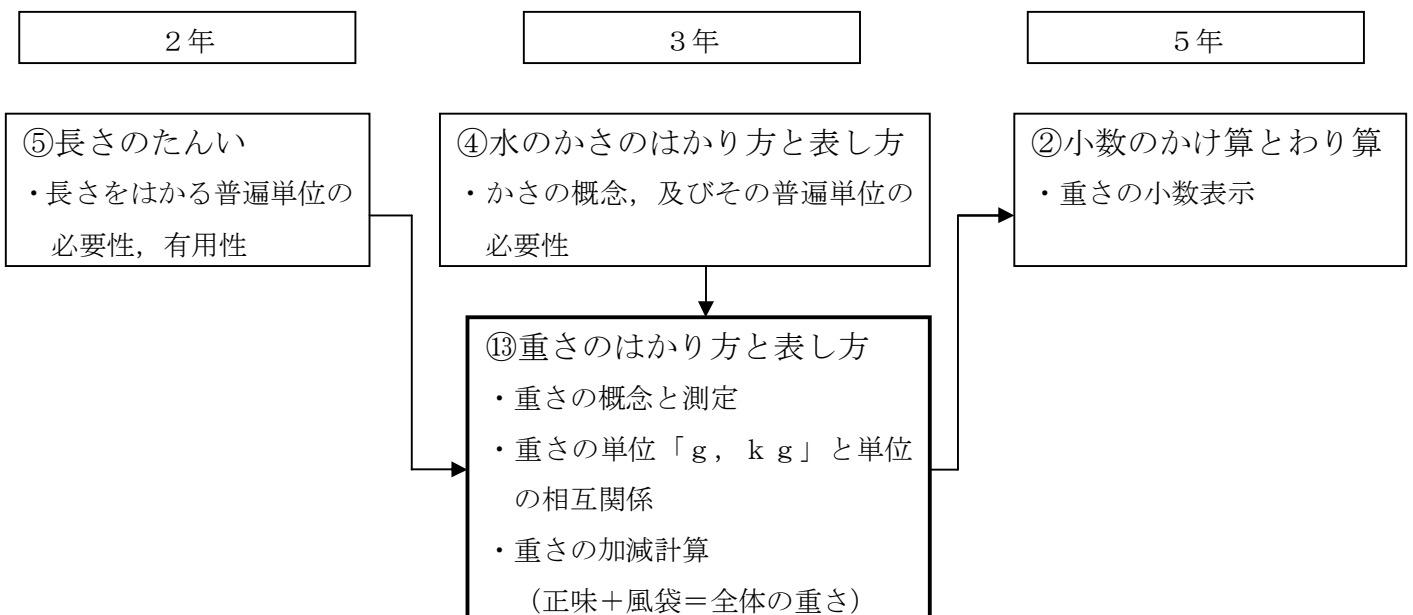 ２年
３年
５年
⑤長さのたんい
・長さをはかる普遍単位の
必要性，有用性
④水のかさのはかり方と表し方
・かさの概念，及びその普遍単位の
必要性
②小数のかけ算とわり算
・重さの小数表示
⑬重さのはかり方と表し方
・重さの概念と測定
・重さの単位「ｇ，ｋｇ」と単位
の相互関係
・重さの加減計算
（正味＋風袋＝全体の重さ）